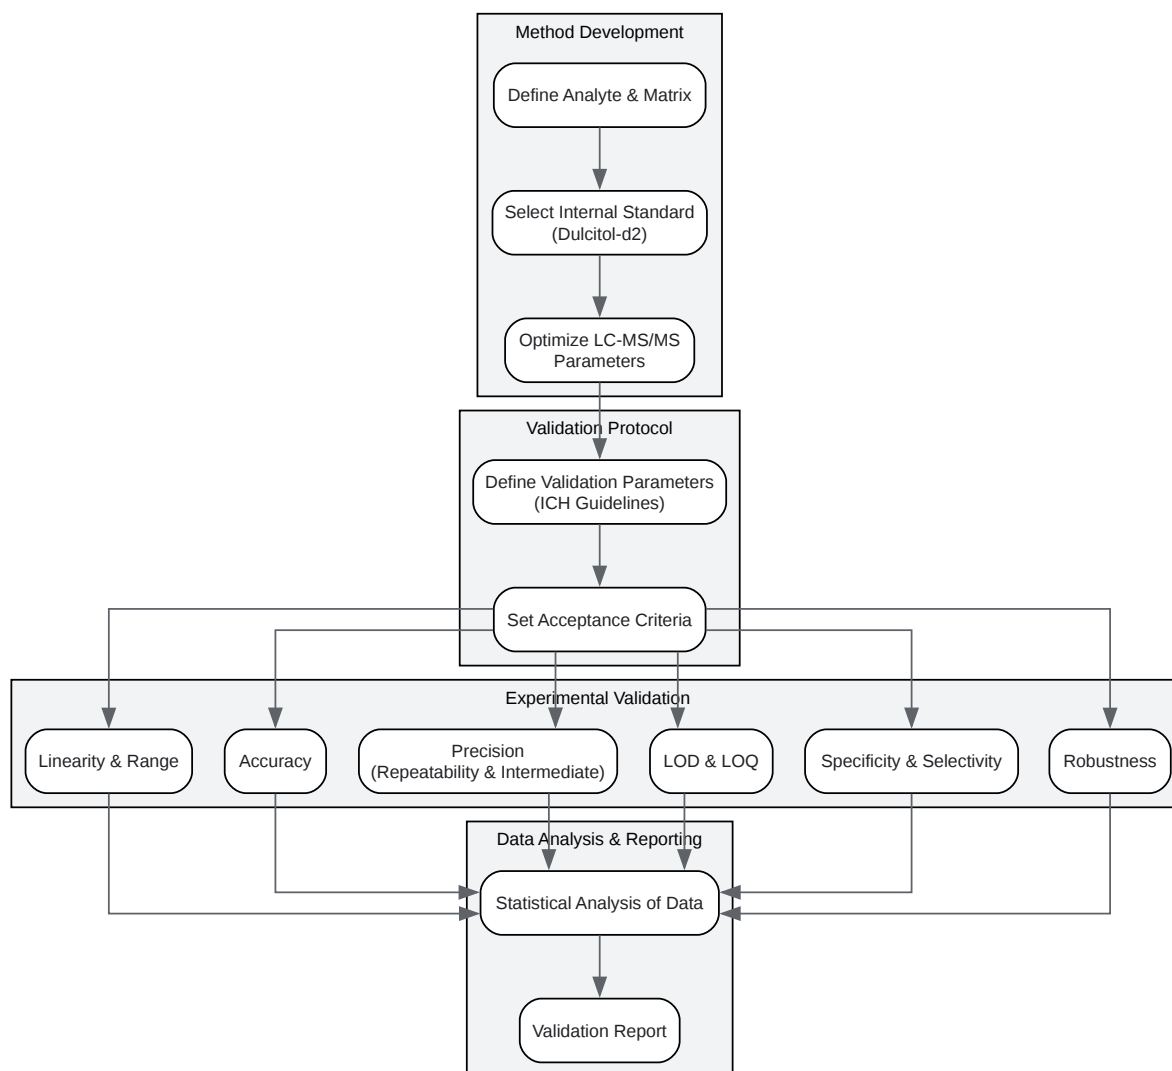 Method Development
Define Analyte & Matrix
Select Internal Standard
(Dulcitol-d2)
Optimize LC-MS/MS
Parameters
Validation Protocol
Define Validation Parameters
(ICH Guidelines)
Set Acceptance Criteria
Experimental Validation
Linearity & Range
Accuracy
Precision
(Repeatability & Intermediate)
LOD & LOQ
Specificity & Selectivity
Robustness
Data Analysis & Reporting
Statistical Analysis of Data
Validation Report